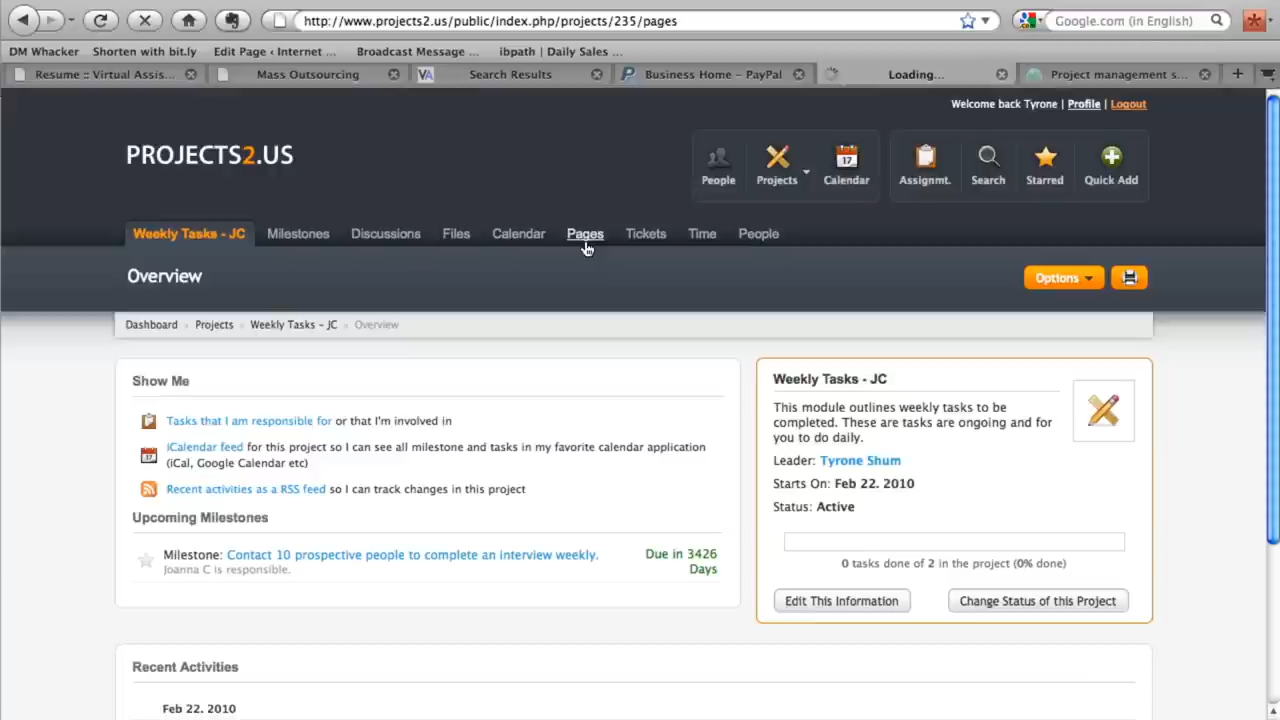 http://www.projects2.us/public/index.php/projects/235/pages
Google.com (in English)
DM Whacker Shorten with bit.ly Edit Page ‹ Internet ... Broadcast Message ... ibpath | Daily Sales ...
Resume :: Virtual Assis... Mass Outsourcing VA Search Results Business Home – PayPal Loading... Project management s...
Welcome back Tyrone | Profile | Logout
PROJECTS2.US
17
People Projects Calendar Assignmt. Search Starred Quick Add
Weekly Tasks - JC Milestones Discussions Files Calendar Pages Tickets Time People
Overview
Options
Dashboard » Projects » Weekly Tasks - JC » Overview
Show Me
Tasks that I am responsible for or that I'm involved in
iCalendar feed for this project so I can see all milestone and tasks in my favorite calendar application
(iCal, Google Calendar etc)
Recent activities as a RSS feed so I can track changes in this project
Upcoming Milestones
Milestone: Contact 10 prospective people to complete an interview weekly.
Joanna C is responsible.
Due in 3426
Days
Weekly Tasks - JC
This module outlines weekly tasks to be
completed. These are tasks are ongoing and for
you to do daily.
Leader: Tyrone Shum
Starts On: Feb 22. 2010
Status: Active
0 tasks done of 2 in the project (0% done)
Edit This Information Change Status of this Project
Recent Activities
Feb 22. 2010